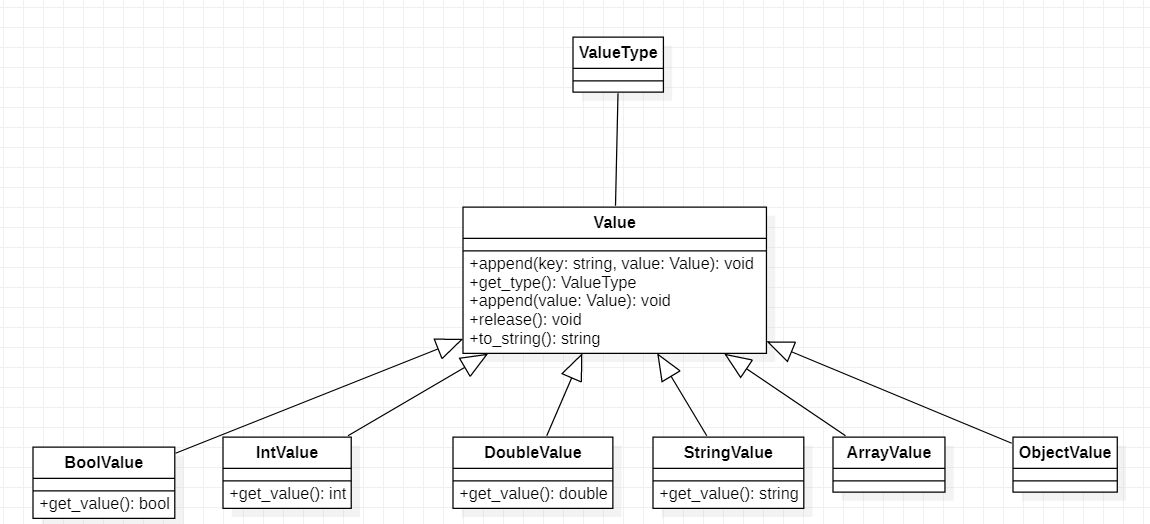 ValueType
Value
+append(key: string, value: Value): void
+get_type(): ValueType
+append(value: Value): void
+release(): void
+to_string(): string
BoolValue
+get_value(): bool
IntValue
+get_value(): int
DoubleValue
+get_value(): double
StringValue
+get_value(): string
ArrayValue
ObjectValue